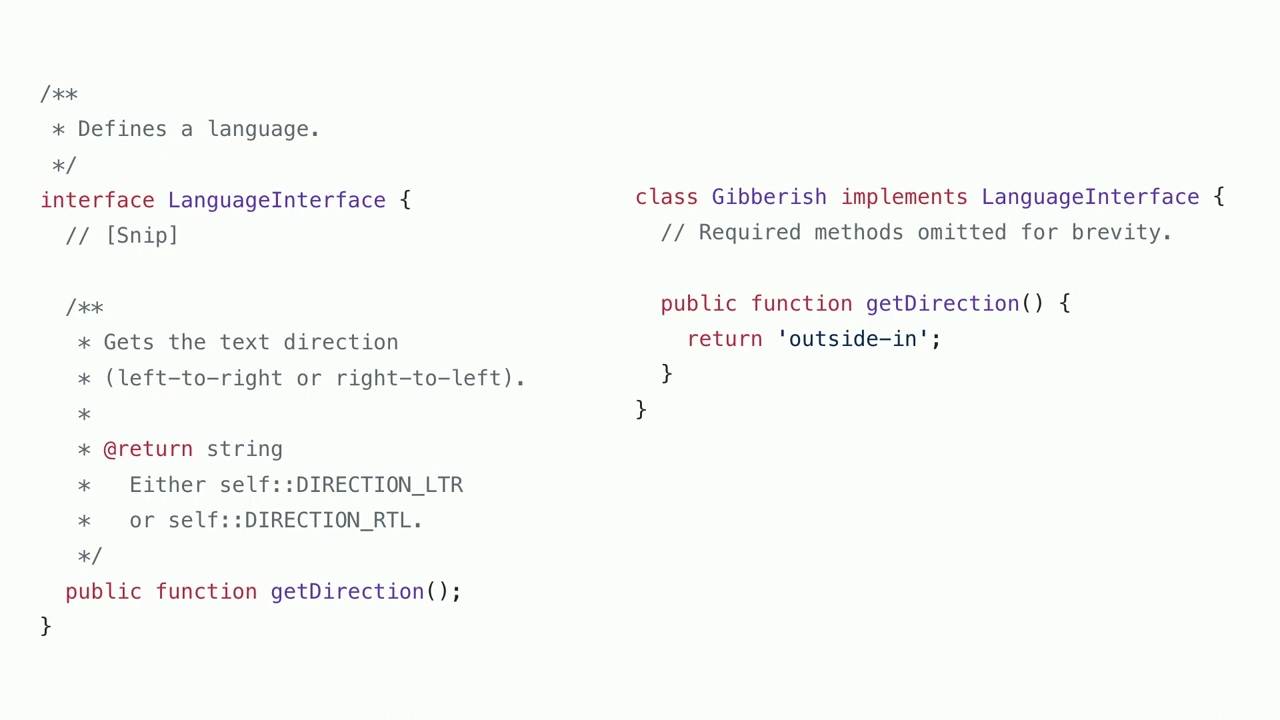 /**
 * Defines a language.
 */
interface LanguageInterface {
  // [Snip]

  /**
   * Gets the text direction
   * (left-to-right or right-to-left).
   *
   * @return string
   *   Either self::DIRECTION_LTR
   *   or self::DIRECTION_RTL.
   */
  public function getDirection();
}
class Gibberish implements LanguageInterface {
  // Required methods omitted for brevity.

  public function getDirection() {
    return 'outside-in';
  }
}